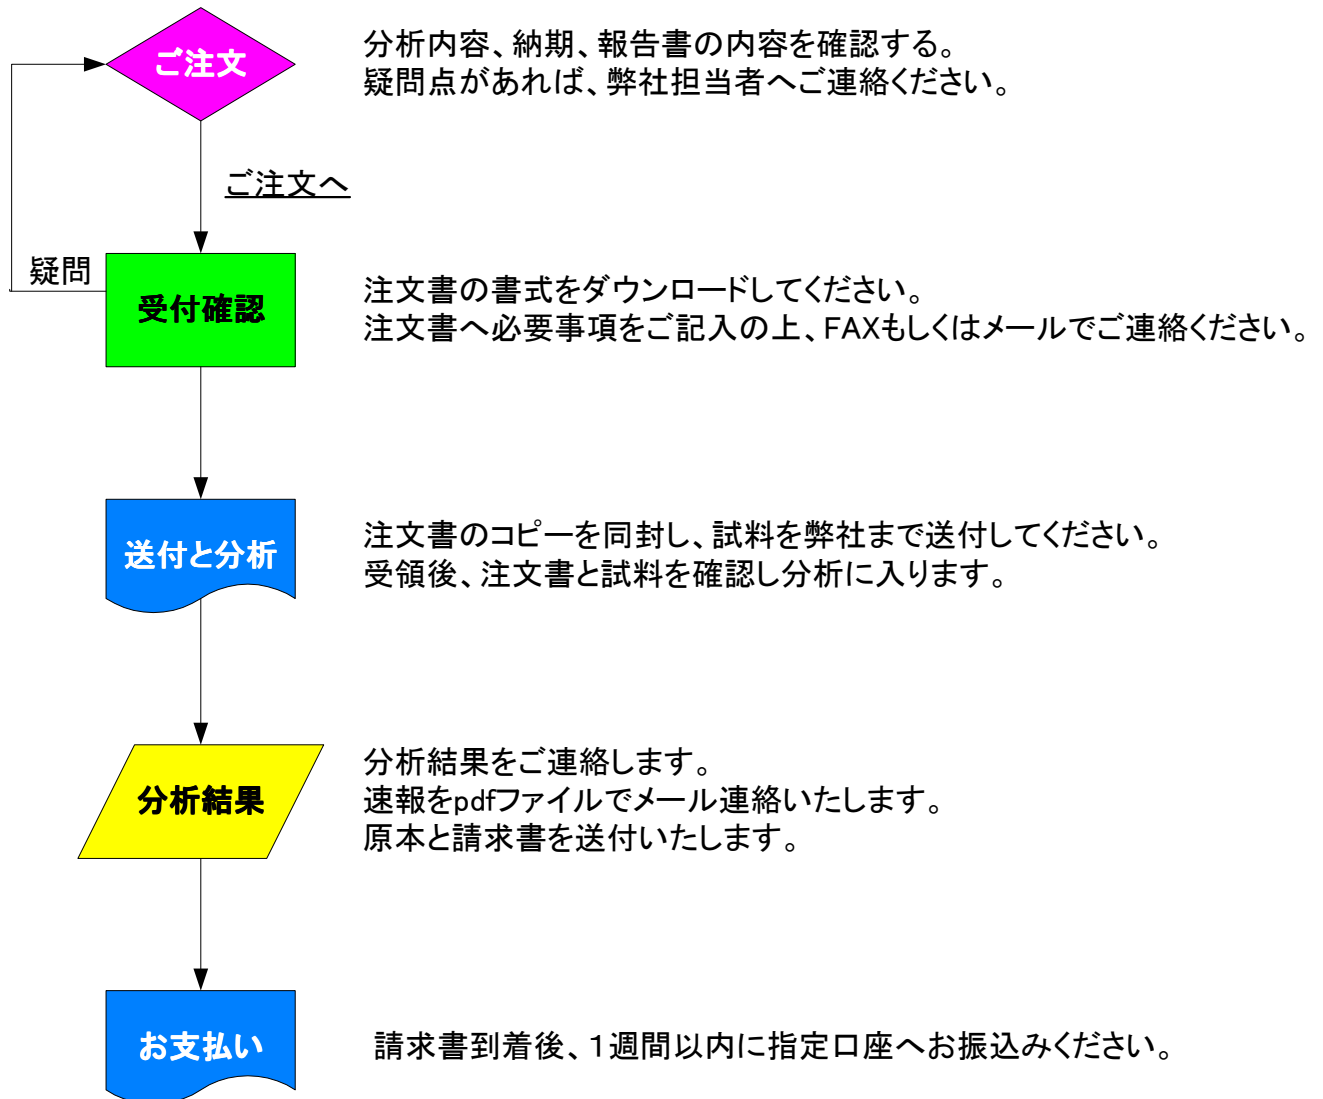 ご注文
分析内容、納期、報告書の内容を確認する。
疑問点があれば、弊社担当者へご連絡ください。
ご注文へ
疑問
受付確認
注文書の書式をダウンロードしてください。
注文書へ必要事項をご記入の上、FAXもしくはメールでご連絡ください。
送付と分析
注文書のコピーを同封し、試料を弊社まで送付してください。
受領後、注文書と試料を確認し分析に入ります。
分析結果
分析結果をご連絡します。
速報をpdfファイルでメール連絡いたします。
原本と請求書を送付いたします。
お支払い
請求書到着後、1週間以内に指定口座へお振込みください。